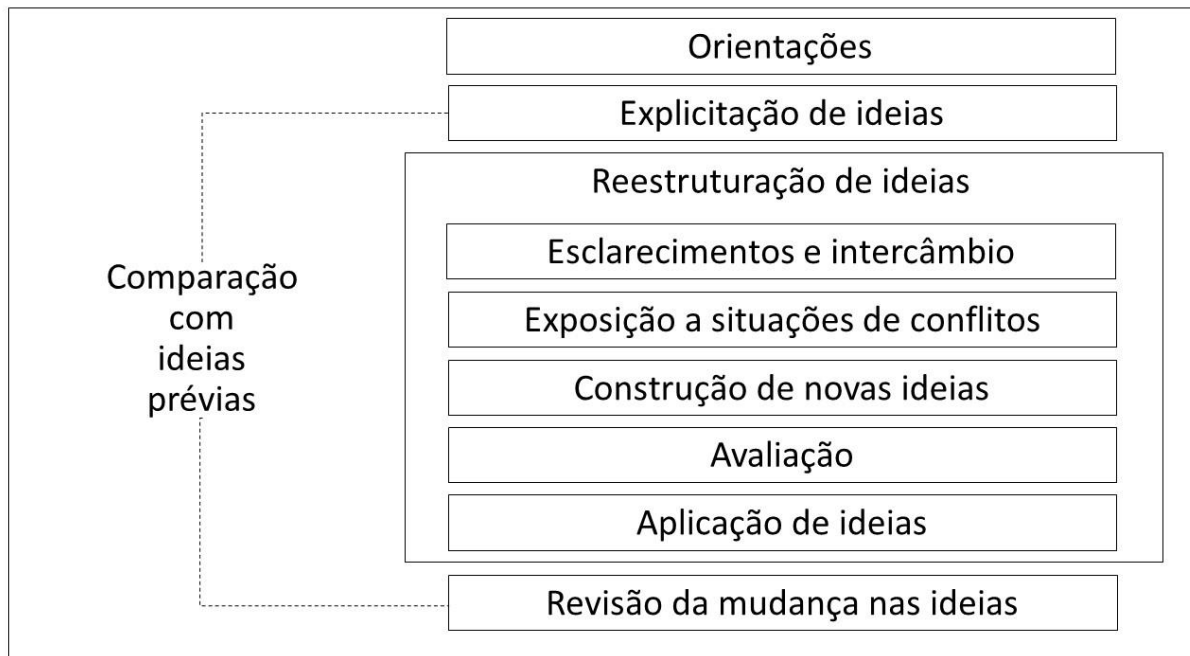 Orientações
Explicitação de ideias
Reestruturação de ideias
Esclarecimentos e intercâmbio
Exposição a situações de conflitos
Construção de novas ideias
Avaliação
Aplicação de ideias
Revisão da mudança nas ideias
Comparação
com
ideias
prévias